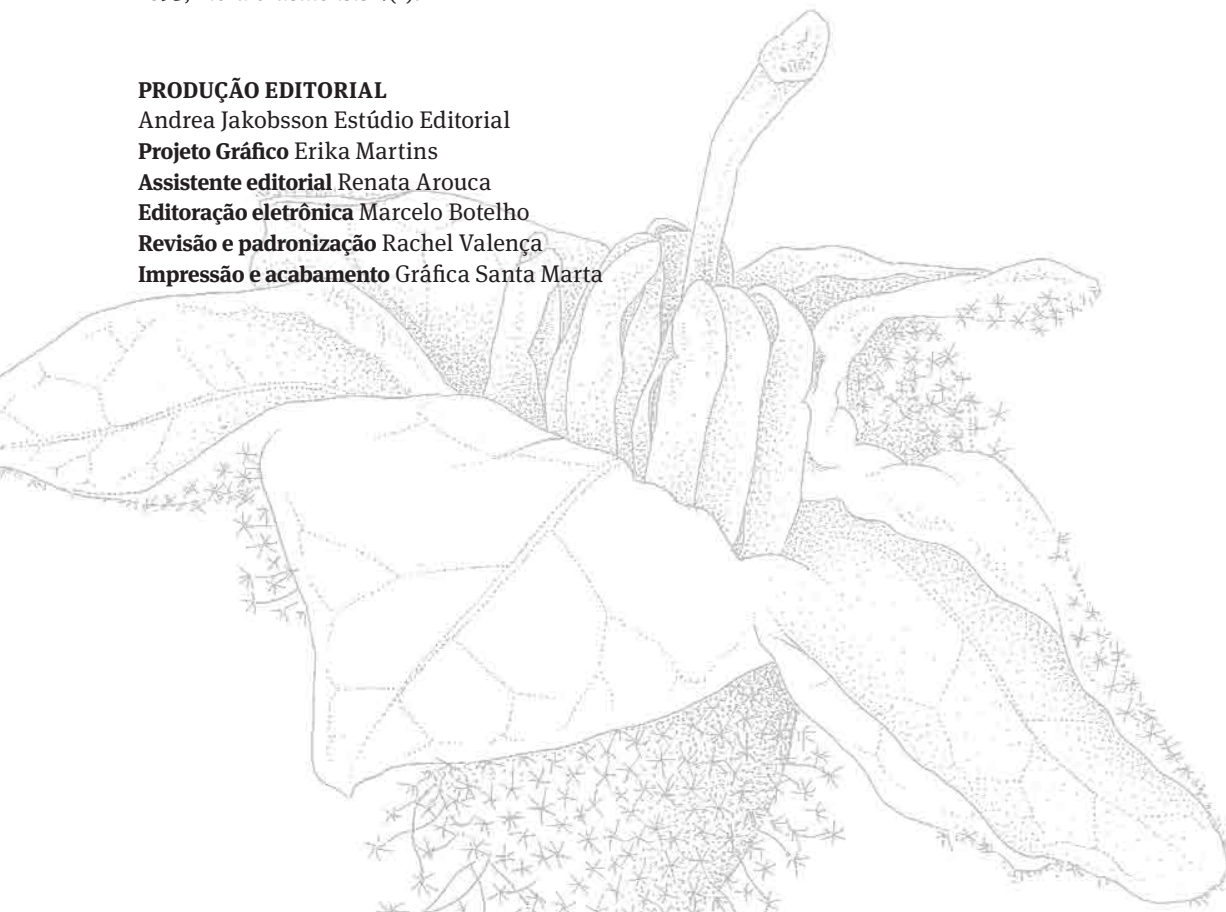 PRODUÇÃO EDITORIAL
Andrea Jakobsson Estúdio Editorial
Projeto Gráfico Erika Martins
Assistente editorial Renata Arouca
Editoração eletrônica Marcelo Botelho
Revisão e padronização Rachel Valença
Impressão e acabamento Gráfica Santa Marta